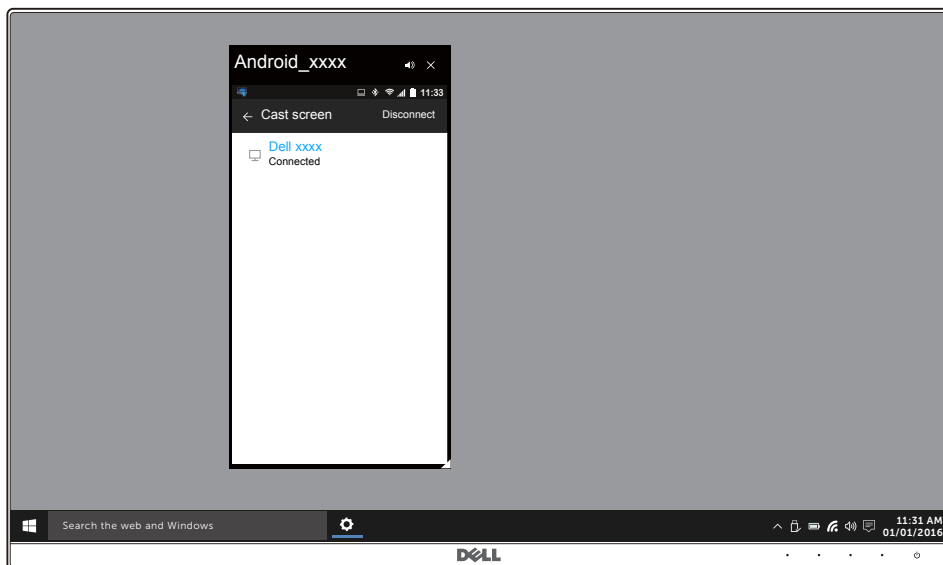 Android_xxxx
11:33
Cast screen Disconnect
Dell xxxx
Connected
Search the web and Windows
11:31 AM
01/01/2016
DELL